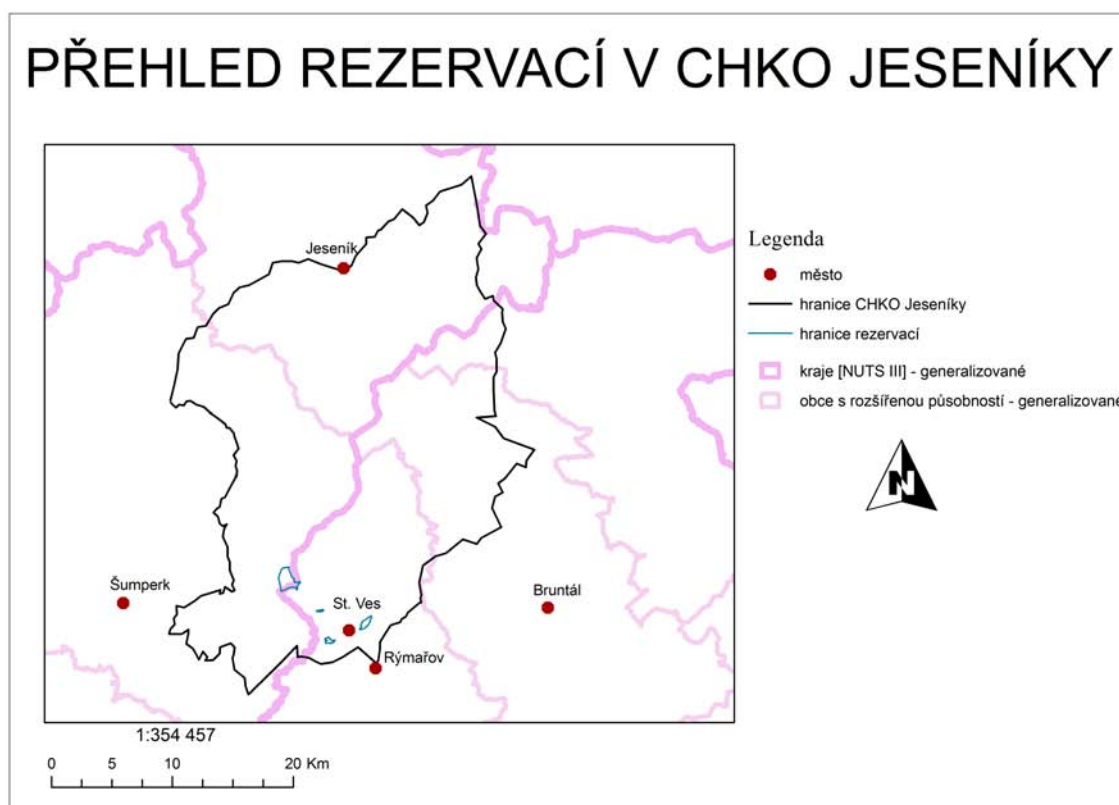 PŘEHLED REZERVACÍ V CHKO JESENÍKY
Jeseník
Šumperk
St. Ves
Bruntál
Rýmařov
Legenda
město
hranice CHKO Jeseníky
hranice rezervací
kraje [NUTS III] - generalizované
obce s rozšířenou působností - generalizované
N
1:354 457
0 5 10 20 Km